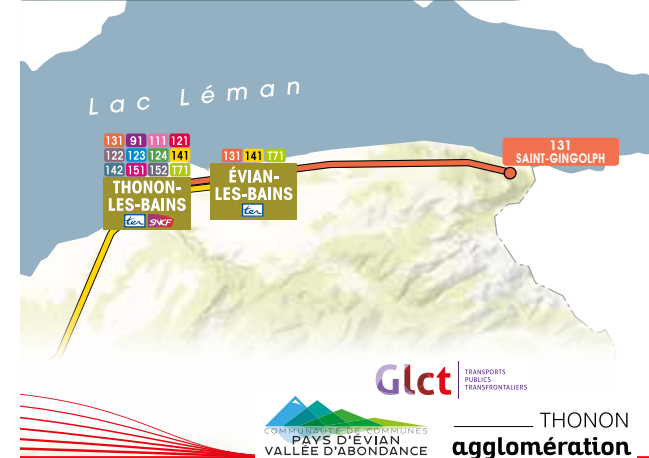 Lac Léman
131 91 111 121
122 123 124 141
142 151 152 T71
THONON-
LES-BAINS
ter SNCF
131 141 T71
ÉVIAN-
LES-BAINS
ter
131
SAINT-GINGOLPH
Glct
TRANSPORTS
PUBLICS
TRANSFRONTALIERS
COMMUNAUTÉ DE COMMUNES
PAYS D'ÉVIAN
VALLÉE D'ABONDANCE
THONON
agglomération